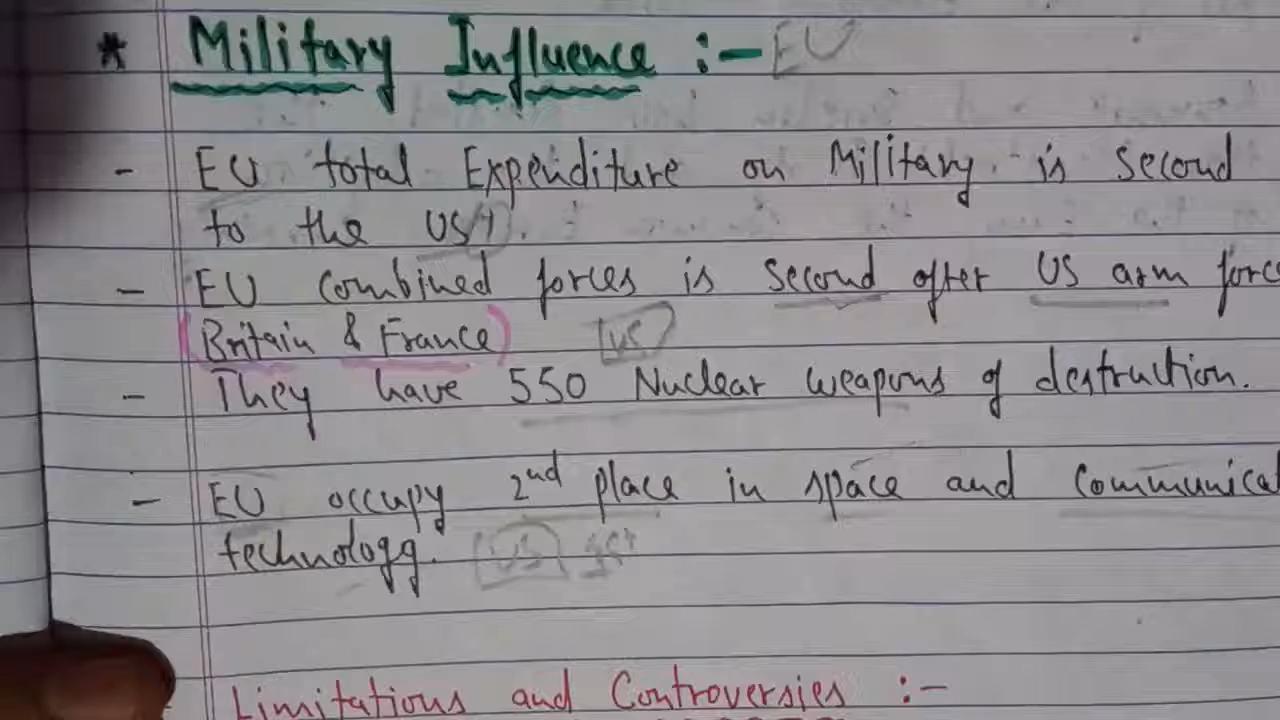 * Military Influence :- EU
- EU total Expenditure on Military is second
to the USA.
- EU combined forces is second after US arm force
(Britain & France) US
- They have 550 Nuclear weapons of destruction.
- EU occupy 2nd place in space and communica
technology. US
Limitations and Controversies :-